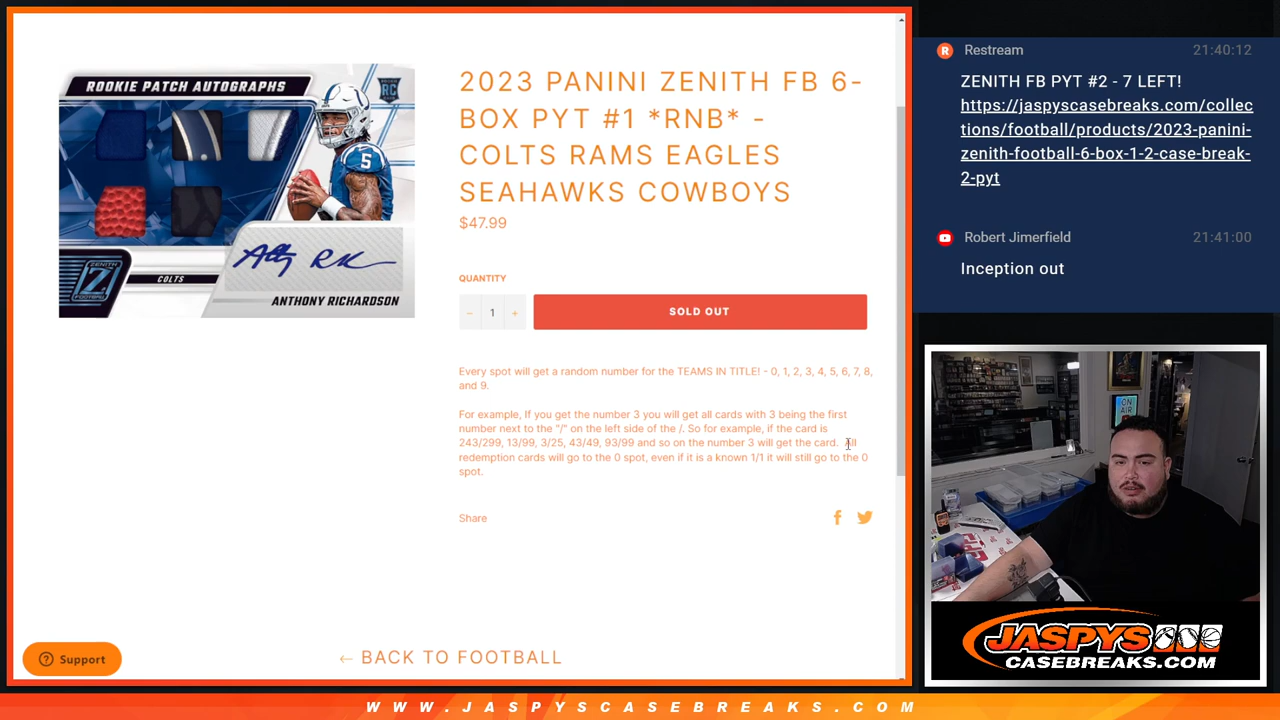 ROOKIE PATCH AUTOGRAPHS
RC
5
ZENITH
FOOTBALL
COLTS
ANTHONY RICHARDSON
2023 PANINI ZENITH FB 6-
BOX PYT #1 *RNB* -
COLTS RAMS EAGLES
SEAHAWKS COWBOYS
$47.99
QUANTITY
− 1 +
SOLD OUT
Every spot will get a random number for the TEAMS IN TITLE! - 0, 1, 2, 3, 4, 5, 6, 7, 8,
and 9.
For example, If you get the number 3 you will get all cards with 3 being the first
number next to the "/" on the left side of the /. So for example, if the card is
243/299, 13/99, 3/25, 43/49, 93/99 and so on the number 3 will get the card. All
redemption cards will go to the 0 spot, even if it is a known 1/1 it will still go to the 0
spot.
Share
← BACK TO FOOTBALL
Support
Restream 21:40:12
ZENITH FB PYT #2 - 7 LEFT!
https://jaspyscasebreaks.com/collec
tions/football/products/2023-panini-
zenith-football-6-box-1-2-case-break-
2-pyt
Robert Jimerfield 21:41:00
Inception out
ON
AIR
JASPYS
CASEBREAKS.COM
WWW.JASPYSCASEBREAKS.COM